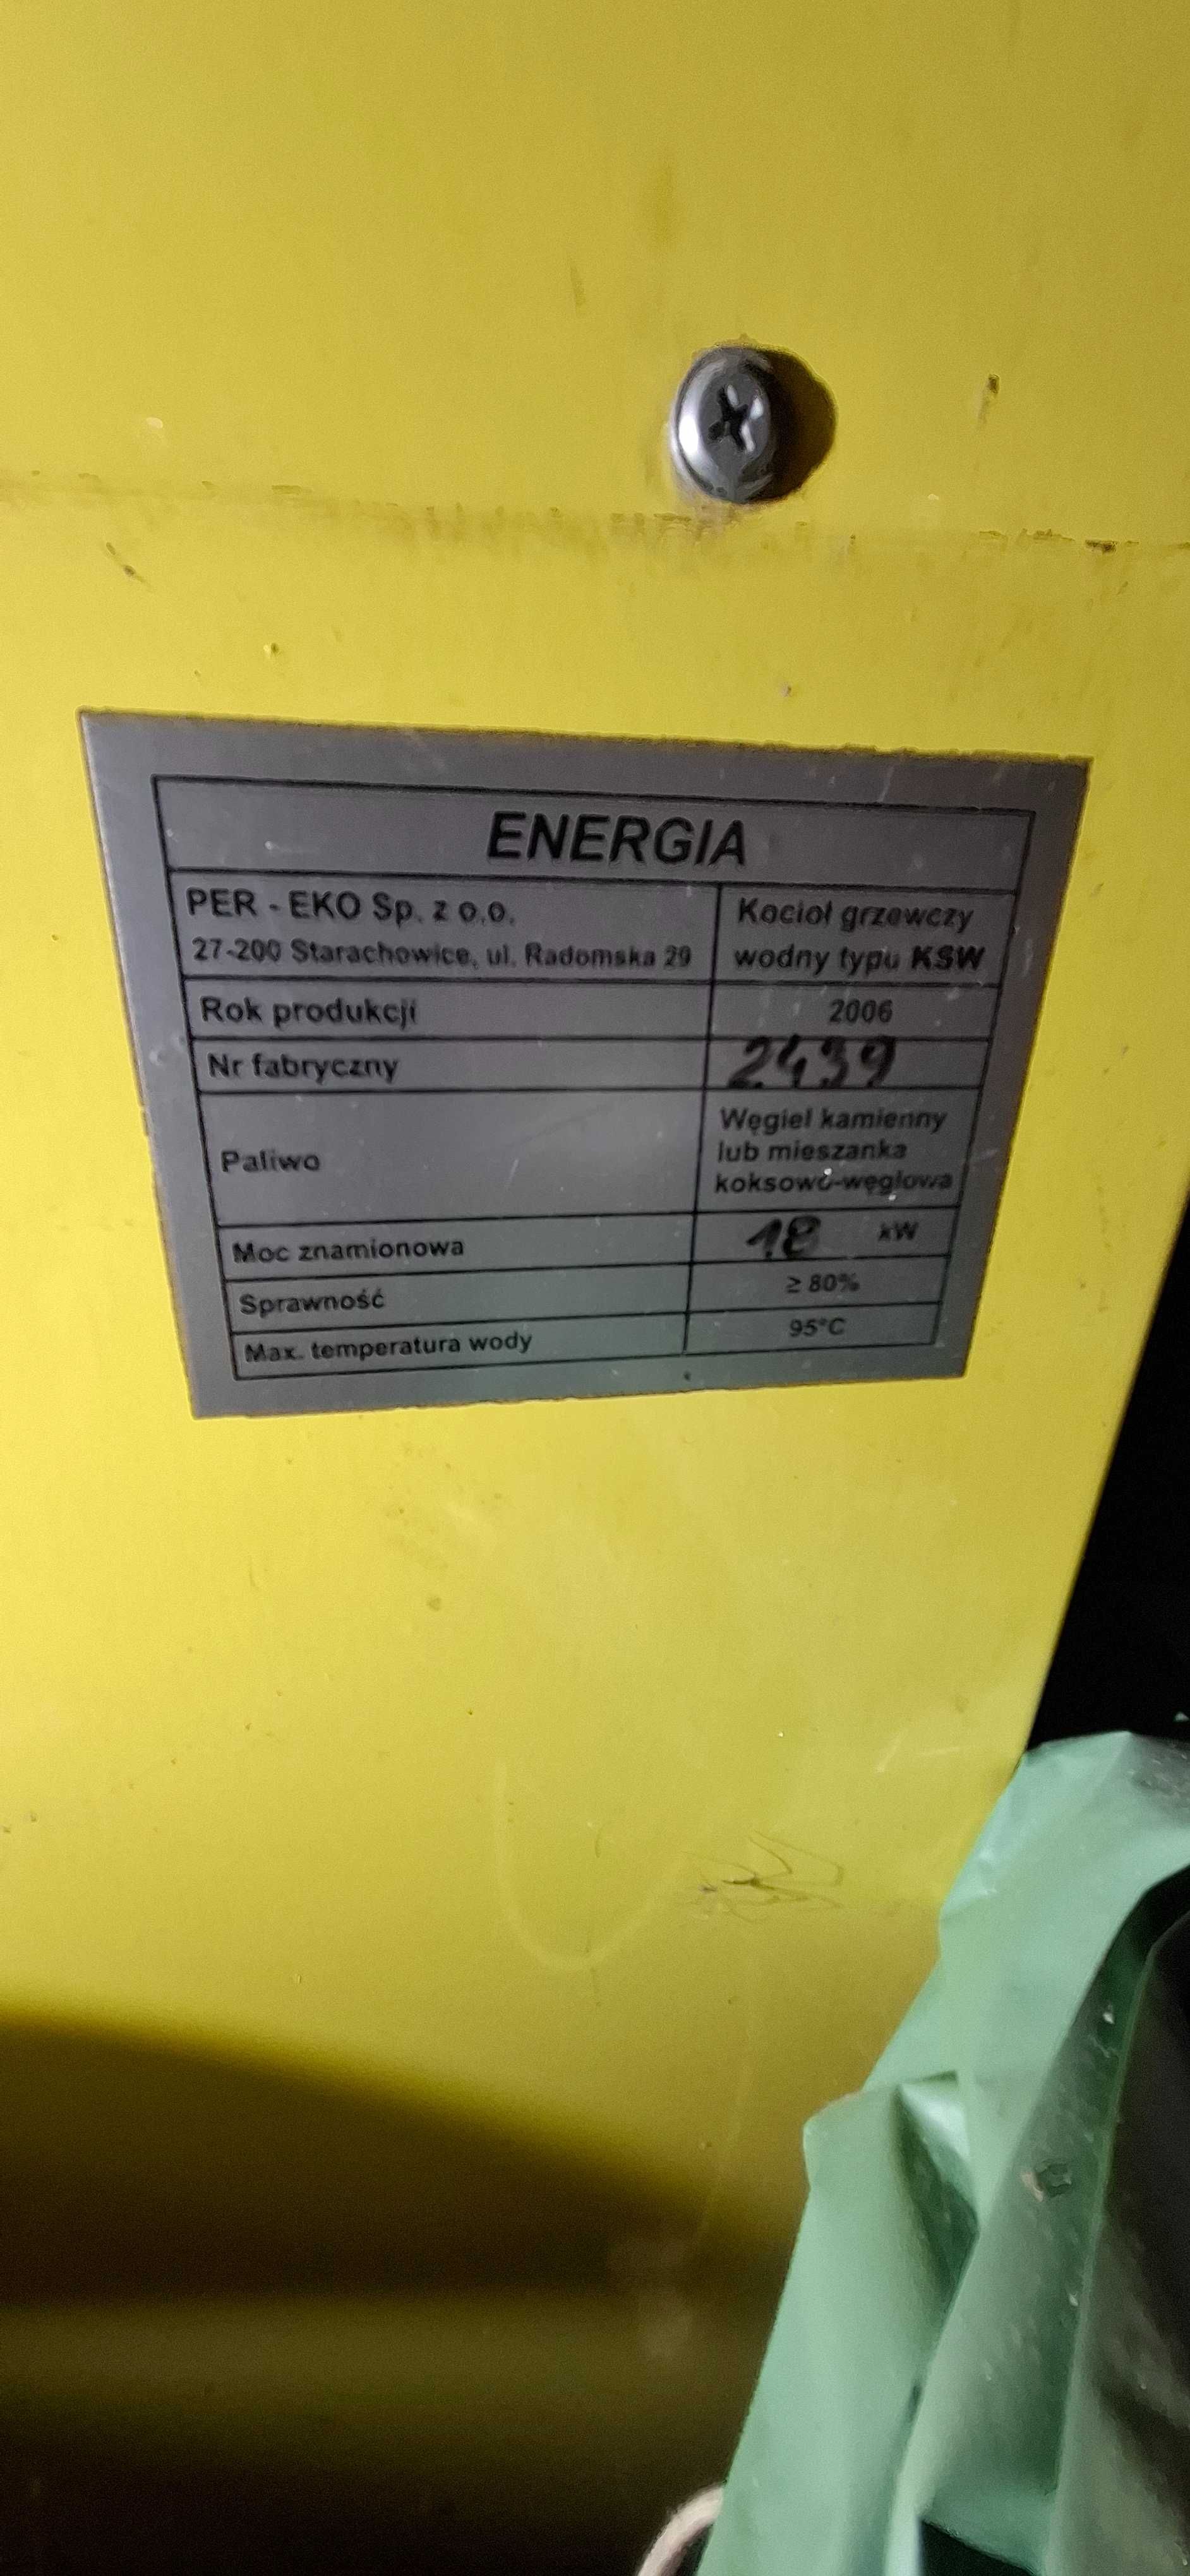 ENERGIA
PER - EKO Sp. z o.o.
27-200 Starachowice, ul. Radomska 29
Kocioł grzewczy
wodny typu KSW
Rok produkcji 2006
Nr fabryczny 2439
Paliwo
Węgiel kamienny
lub mieszanka
koksowo-węglowa
Moc znamionowa 18 kW
Sprawność ≥ 80%
Max. temperatura wody 95°C